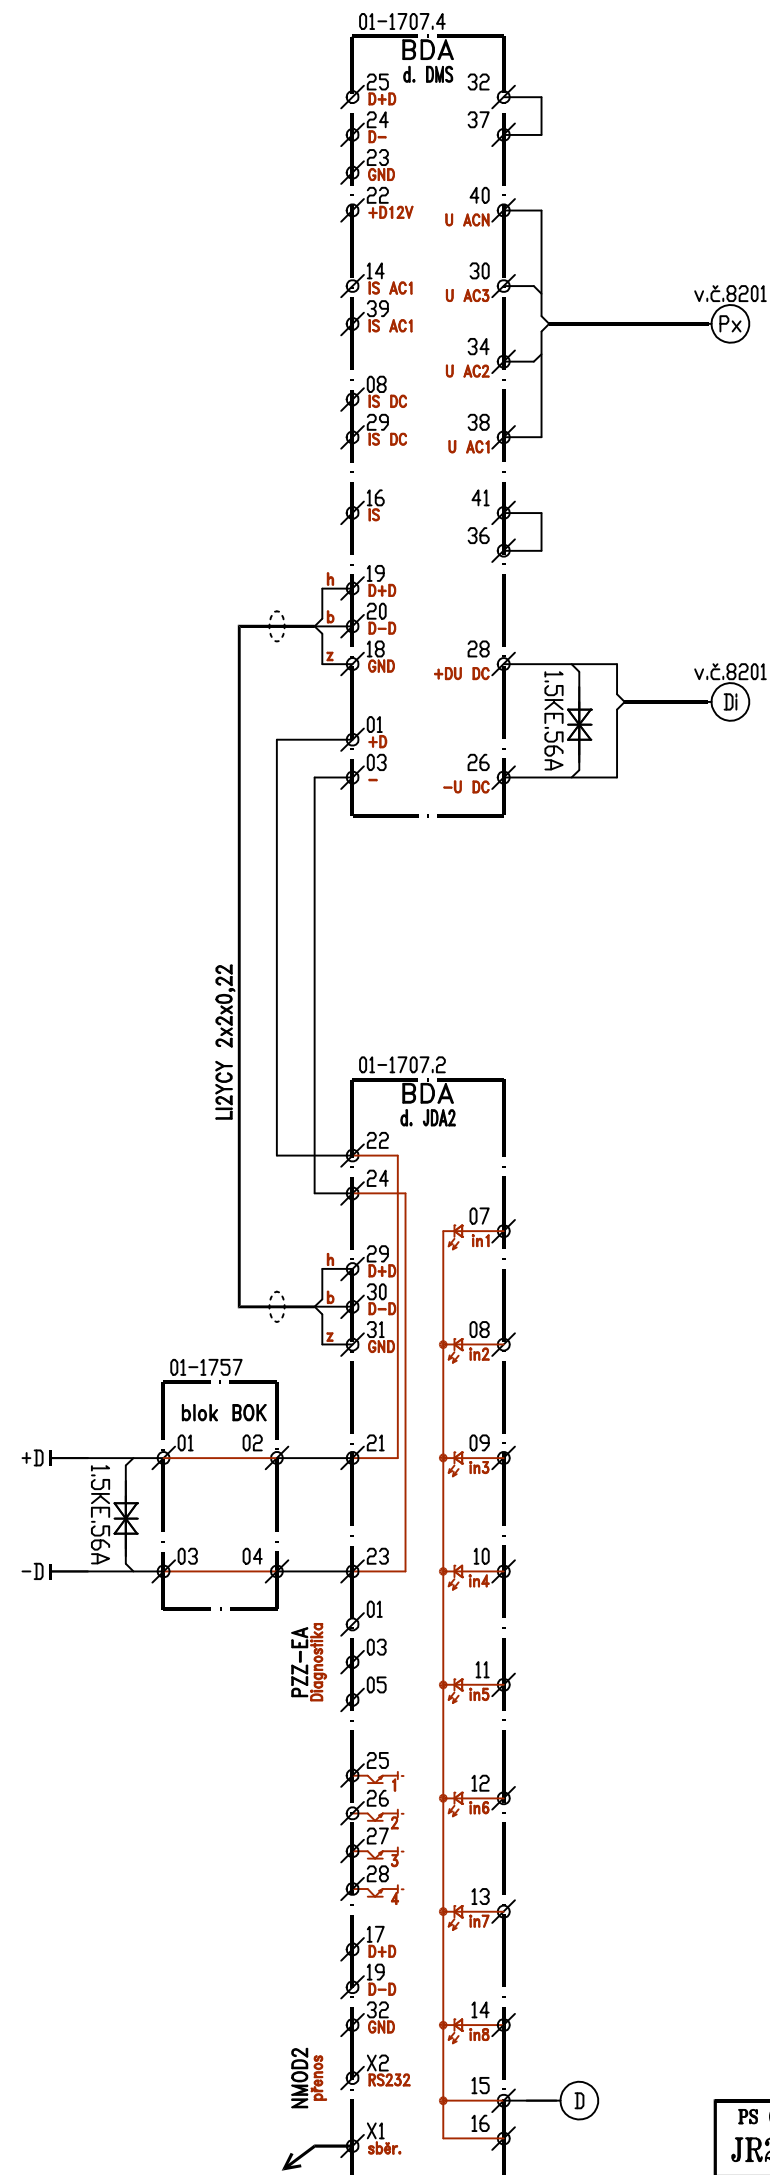 01-1707.4
BDA
d. DMS
25
D+D
32
24
D-
37
23
GND
22
+D12V
40
U ACN
14
IS AC1
30
U AC3
v.č.8201
Px
39
IS AC1
34
U AC2
08
IS DC
29
IS DC
38
U AC1
16
IS
41
36
h
19
D+D
b
20
D-D
z
18
GND
28
+DU DC
1.5KE.56A
v.č.8201
Di
01
+D
03
-
26
-U DC
LI2YCY 2x2x0,22
01-1707.2
BDA
d. JDA2
22
24
07
in1
h
29
D+D
b
30
D-D
z
31
GND
08
in2
01-1757
blok BOK
+D
01
02
21
09
in3
1.5KE.56A
-D
03
04
23
10
in4
PZZ-EA
Diagnostika
01
03
05
11
in5
25
1
26
2
27
3
28
4
12
in6
13
in7
17
D+D
19
D-D
32
GND
14
in8
NMOD2
přenos
X2
RS232
15
D
16
X1
sběr.
PS
JR2